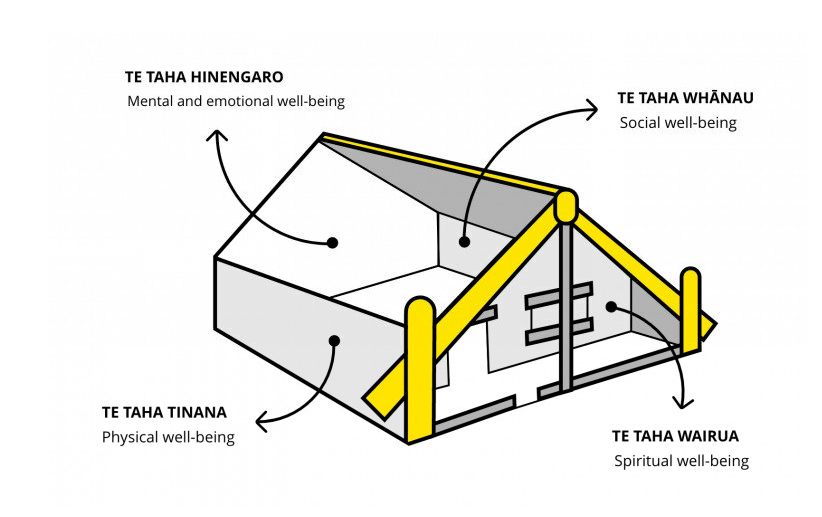 TE TAHA HINENGARO
Mental and emotional well-being
TE TAHA WHĀNAU
Social well-being
TE TAHA TINANA
Physical well-being
TE TAHA WAIRUA
Spiritual well-being